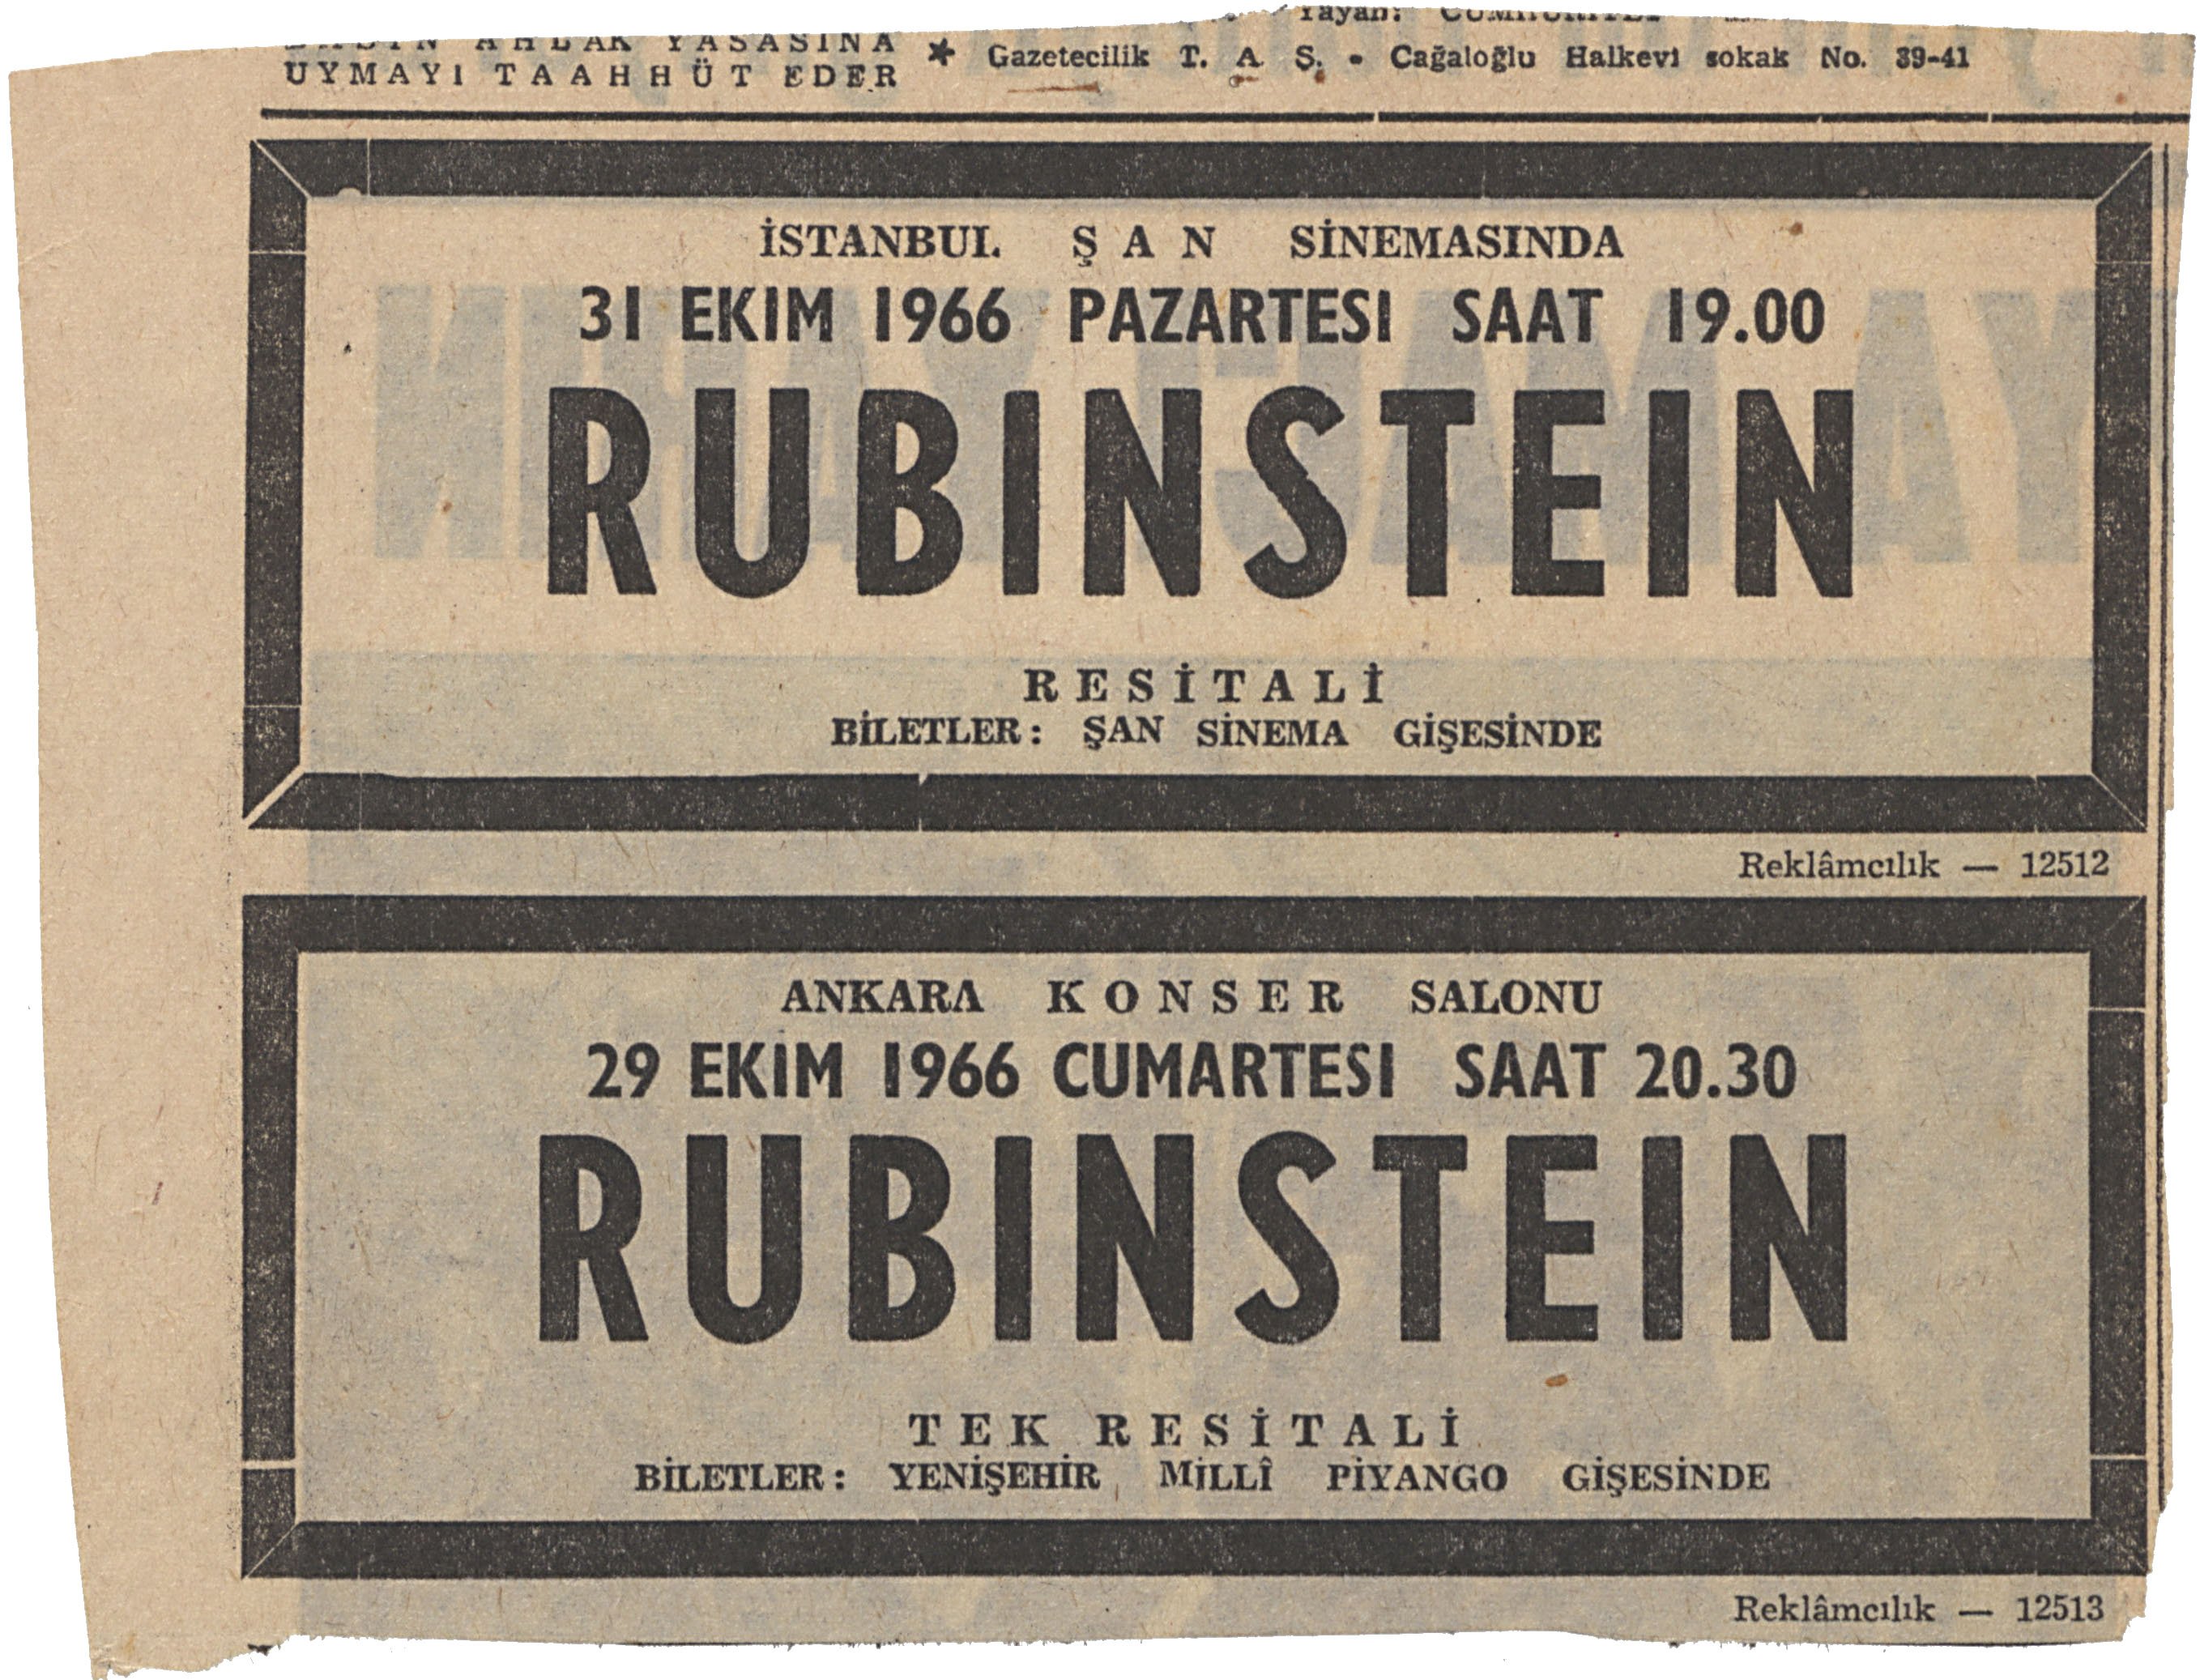 AHLAK YASASINA
UYMAYI TAAHHÜT EDER
★ Gazetecilik T. A. Ş. - Cağaloğlu Halkevi sokak No. 39-41
İSTANBUL ŞAN SİNEMASINDA
31 EKIM 1966 PAZARTESI SAAT 19.00
RUBINSTEIN
RESİTALİ
BİLETLER: ŞAN SİNEMA GİŞESİNDE
Reklâmcılık — 12512
ANKARA KONSER SALONU
29 EKİM 1966 CUMARTESI SAAT 20.30
RUBINSTEIN
TEK RESİTALİ
BİLETLER: YENİŞEHİR MİLLÎ PİYANGO GİŞESİNDE
Reklâmcılık — 12513